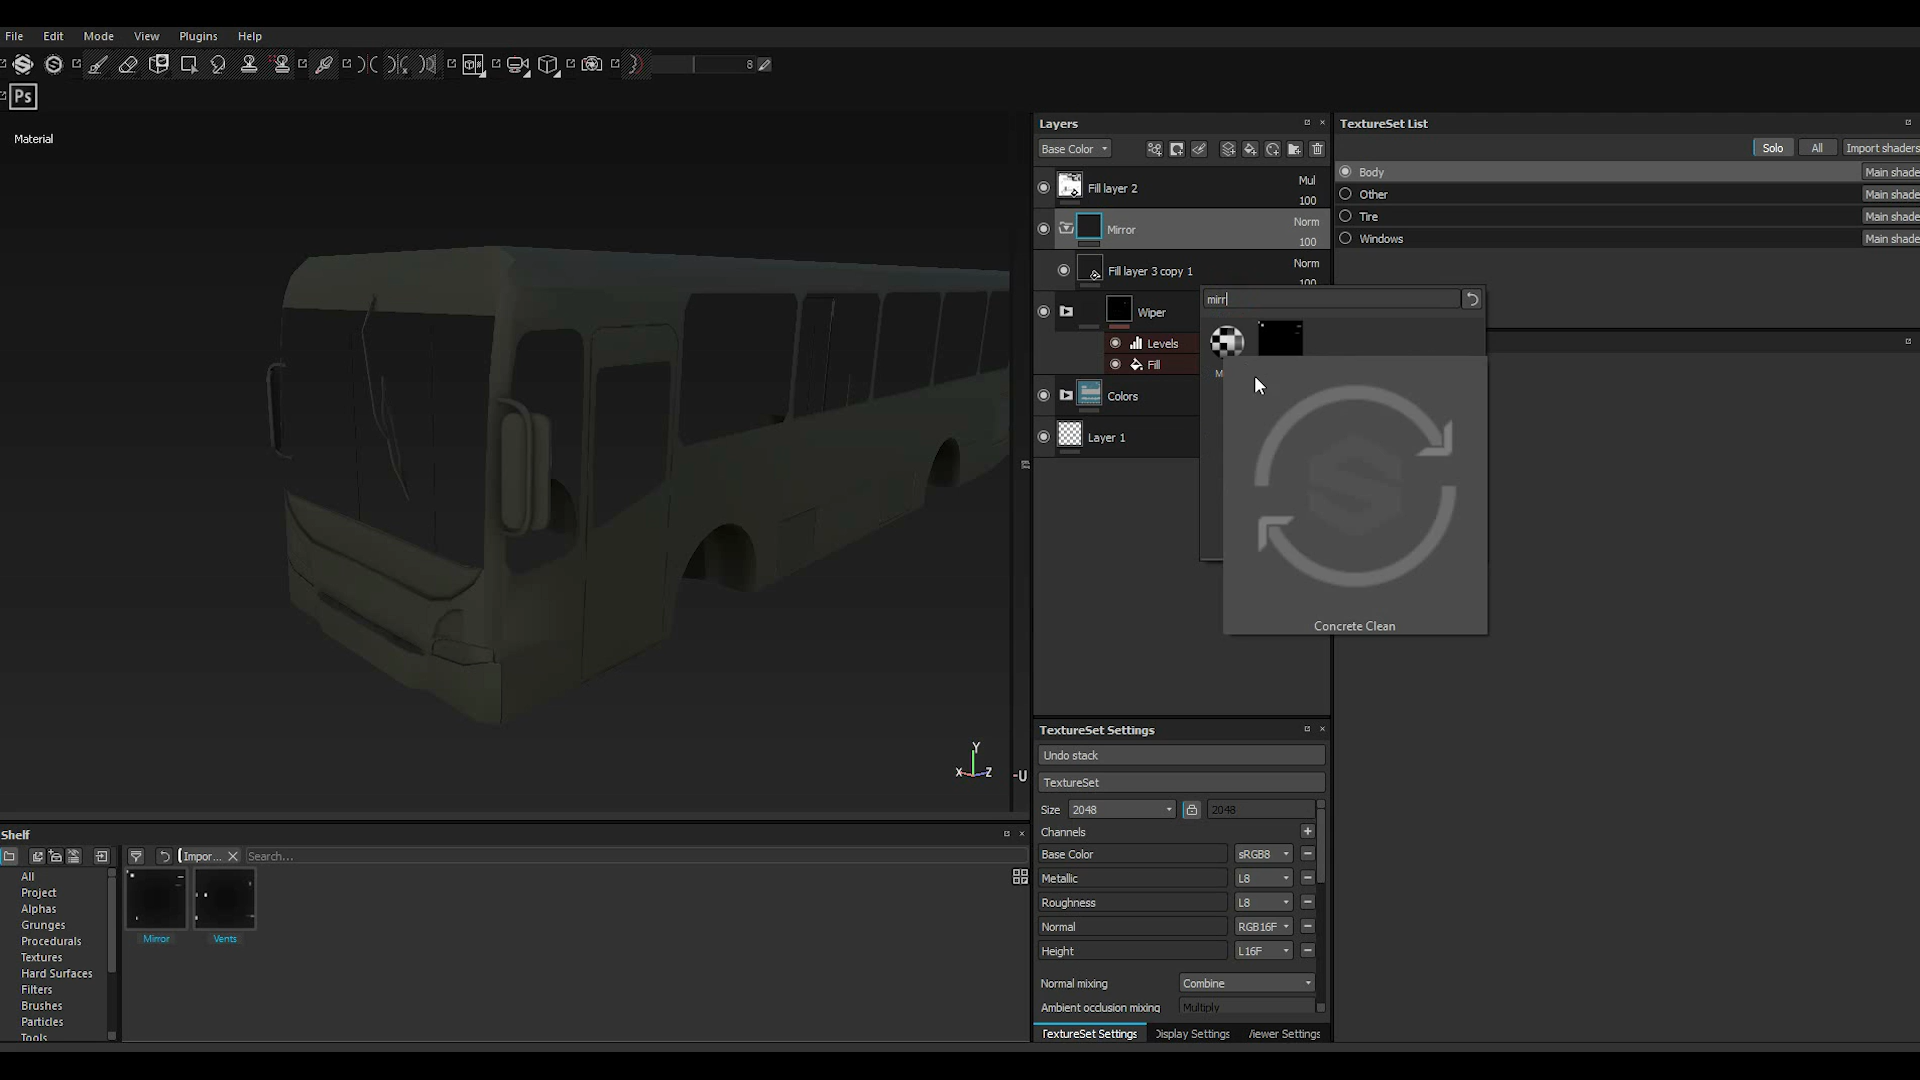 File Edit Mode View Plugins Help
8
Ps
Material
Layers
Base Color
Fill layer 2 Mul 100
Mirror Norm 100
Fill layer 3 copy 1 Norm 100
Wiper
Levels
Fill
Colors
Layer 1
mirr
Concrete Clean
TextureSet List
Solo All Import shaders
Body Main shade
Other Main shade
Tire Main shade
Windows Main shade
Y
X Z
-U
TextureSet Settings
Undo stack
TextureSet
Size 2048 2048
Channels
Base Color sRGB8
Metallic L8
Roughness L8
Normal RGB16F
Height L16F
Normal mixing Combine
Ambient occlusion mixing Multiply
TextureSet Settings Display Settings Viewer Settings
Shelf
Impor... Search...
All
Project
Alphas
Grunges
Procedurals
Textures
Hard Surfaces
Filters
Brushes
Particles
Tools
Mirror Vents